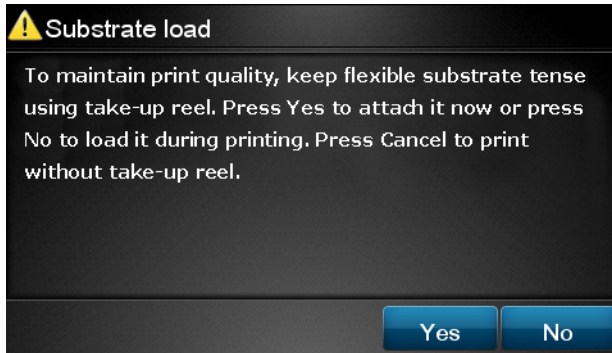 Substrate load
To maintain print quality, keep flexible substrate tense
using take-up reel. Press Yes to attach it now or press
No to load it during printing. Press Cancel to print
without take-up reel.
Yes
No